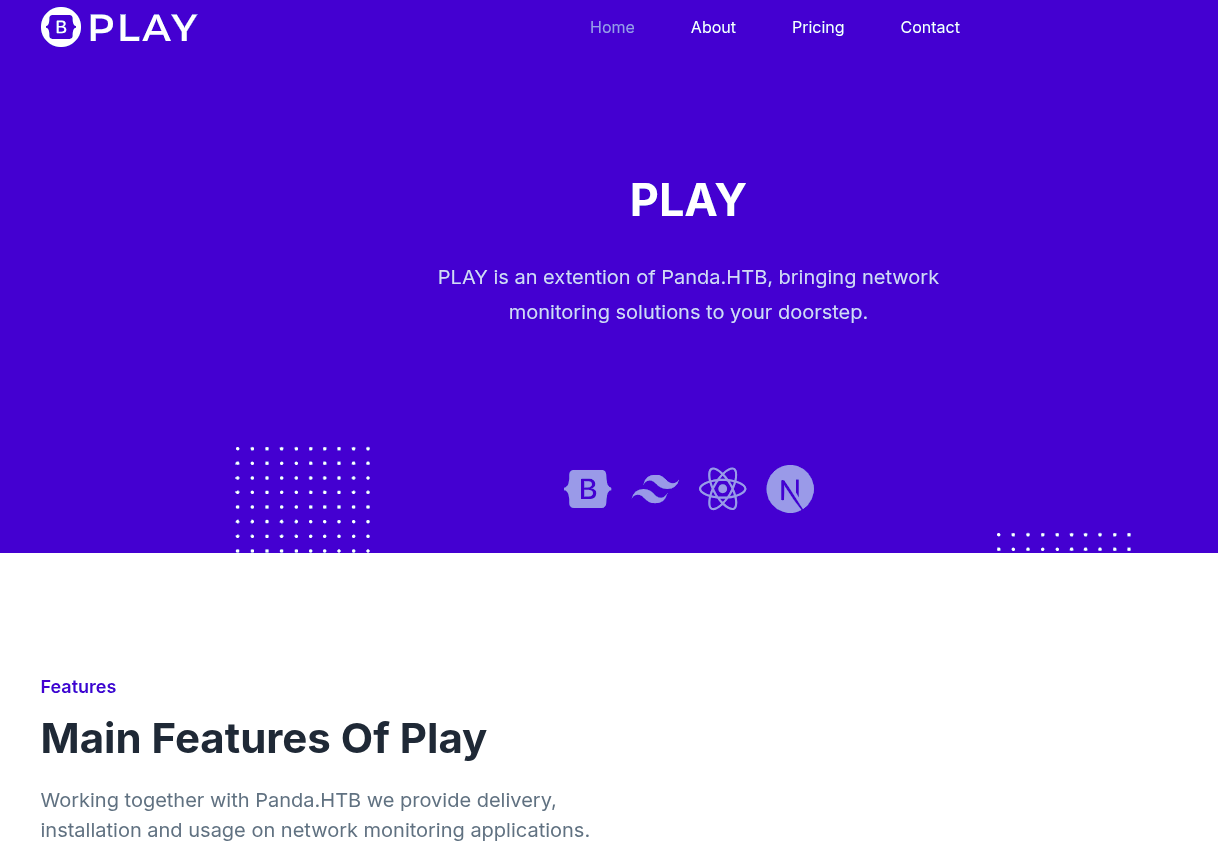 B PLAY
Home About Pricing Contact
PLAY
PLAY is an extention of Panda.HTB, bringing network
monitoring solutions to your doorstep.
B N
Features
Main Features Of Play
Working together with Panda.HTB we provide delivery,
installation and usage on network monitoring applications.